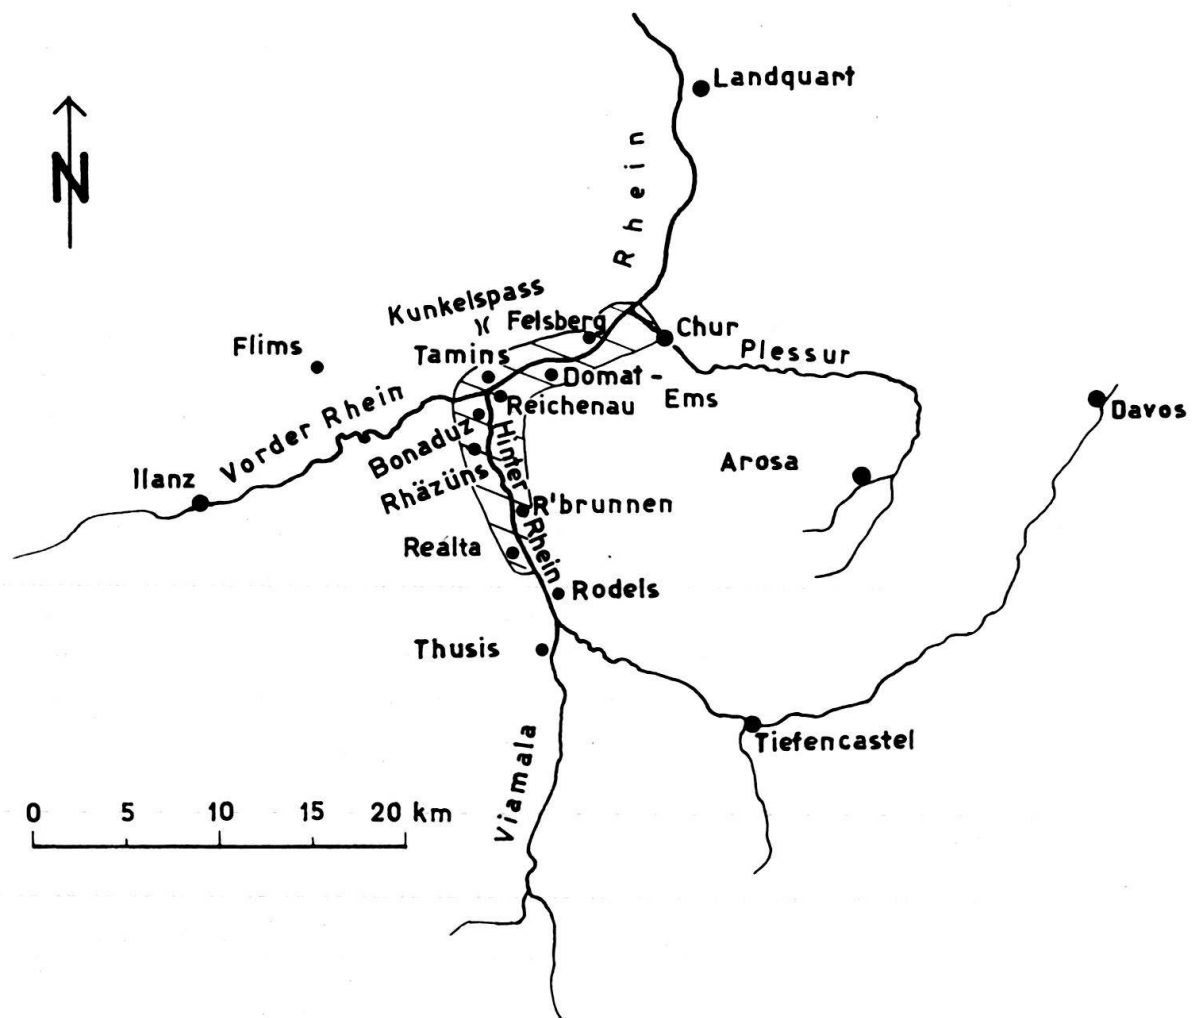 Landquart
N
Rhein
Kunkelspass
Felsberg
Chur
Flims
Plessur
Tamins
Domat-
Ems
Reichenau
Vorder Rhein
Davos
Bonaduz
Hinter Rhein
Arosa
Ilanz
Rhäzüns
R'brunnen
Realta
Rodels
Thusis
Tiefencastel
Viamala
0 5 10 15 20 km